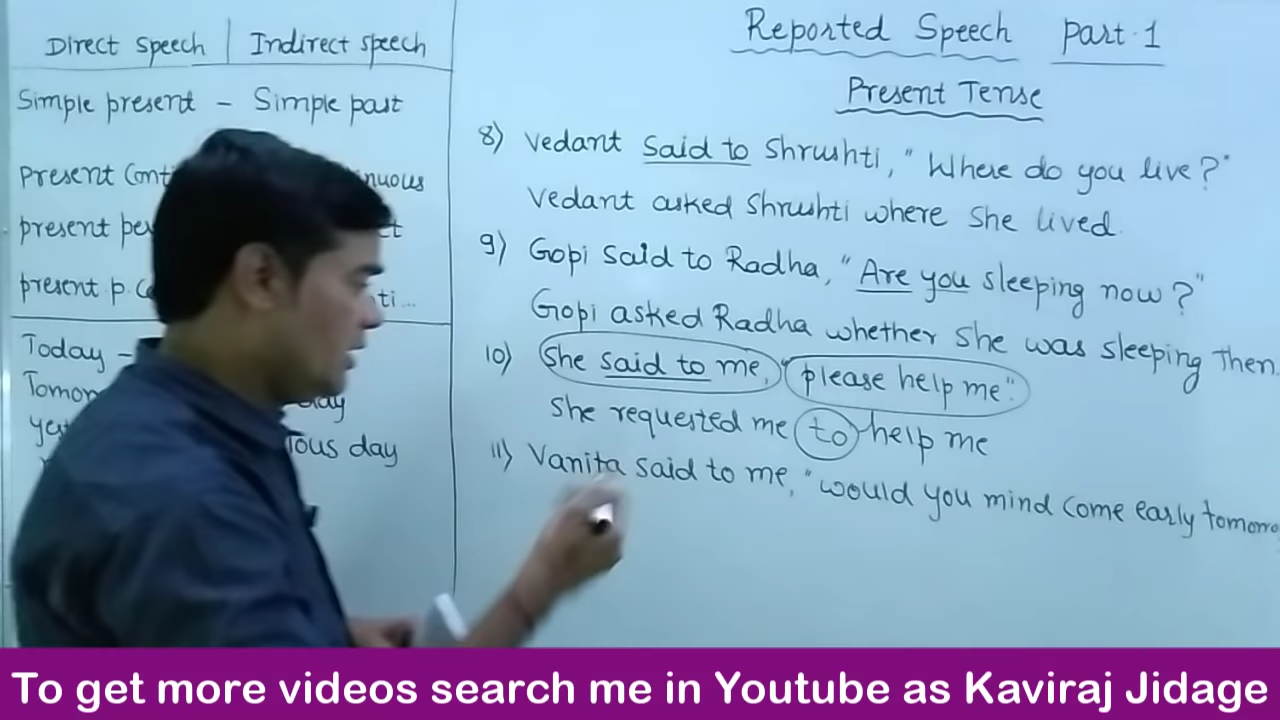 Direct Speech | Indirect speech
Simple present - Simple past
present
present
present p.
Today -
Tomor
ous day
Reported Speech Part-1
Present Tense
8) Vedant said to Shrushti, "Where do you live?"
Vedant asked Shrushti where she lived.
9) Gopi said to Radha, "Are you sleeping now?"
Gopi asked Radha whether she was sleeping then.
10) She said to me, "please help me".
She requested me to help me
11) Vanita said to me, "would you mind come early tomorro
To get more videos search me in Youtube as Kaviraj Jidage